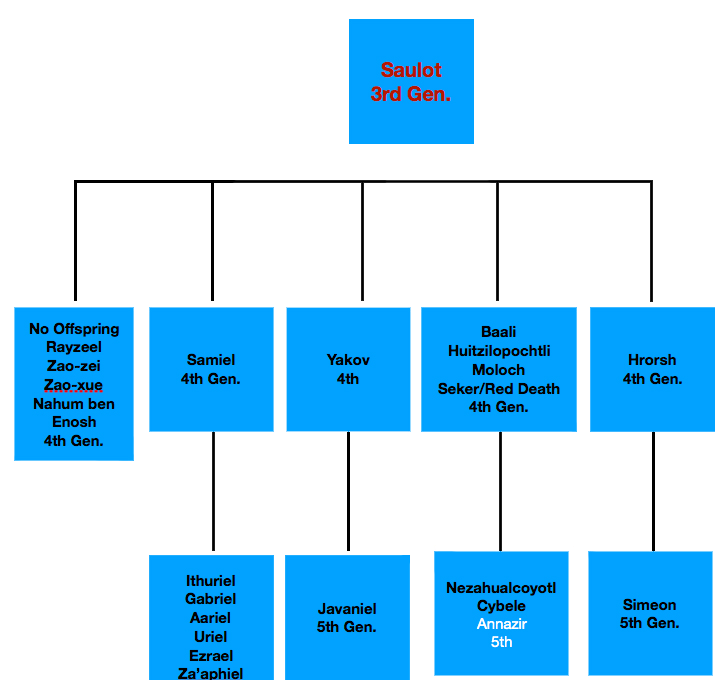 Saulot
3rd Gen.
No Offspring
Rayzeel
Zao-zei
Zao-xue
Nahum ben
Enosh
4th Gen.
Samiel
4th Gen.
Yakov
4th
Baali
Huitzilopochtli
Moloch
Seker/Red Death
4th Gen.
Hrorsh
4th Gen.
Ithuriel
Gabriel
Aariel
Uriel
Ezrael
Za'aphiel
Javaniel
5th Gen.
Nezahualcoyotl
Cybele
Annazir
5th
Simeon
5th Gen.